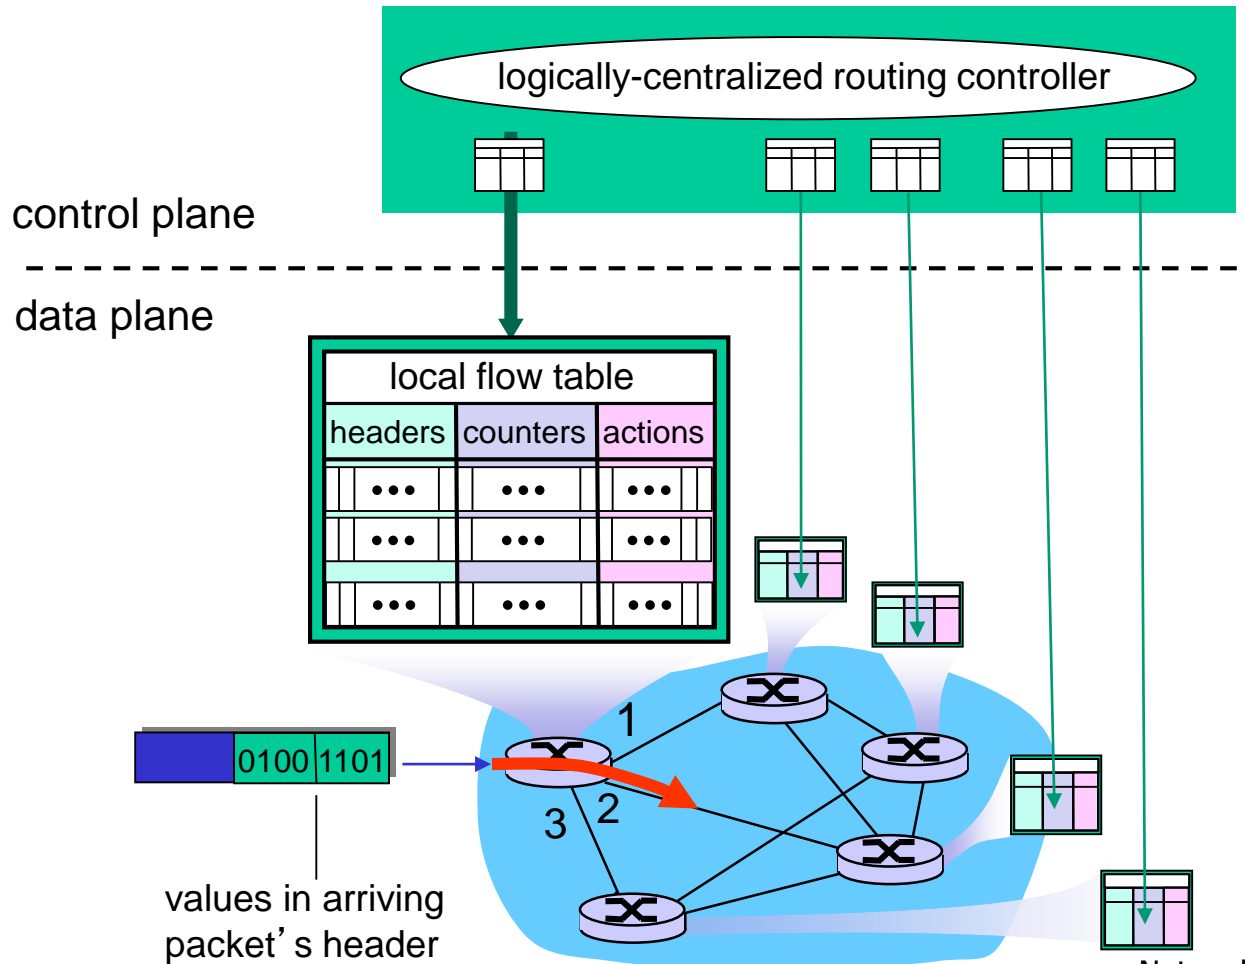 logically-centralized routing controller
control plane
data plane
local flow table
headers counters actions
1
0100 1101
2
3
values in arriving
packet’s header